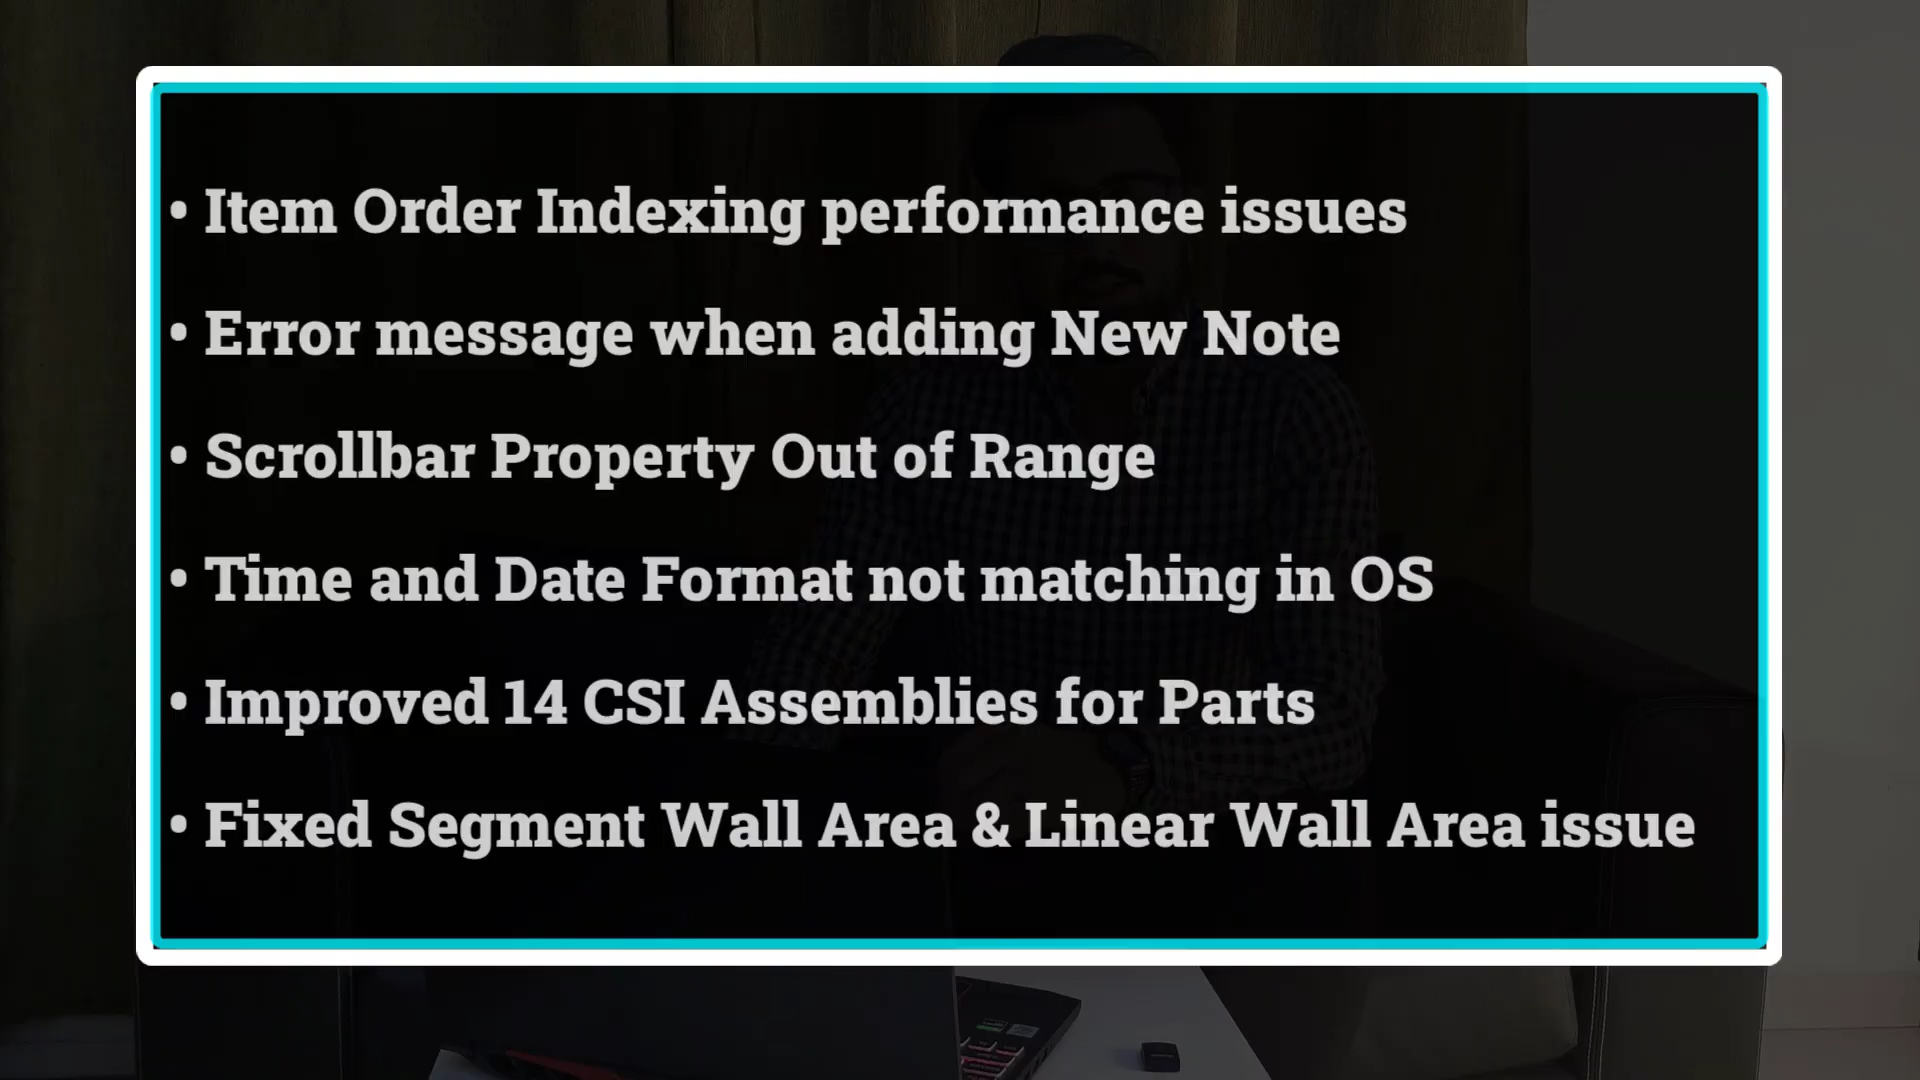 • Item Order Indexing performance issues
• Error message when adding New Note
• Scrollbar Property Out of Range
• Time and Date Format not matching in OS
• Improved 14 CSI Assemblies for Parts
• Fixed Segment Wall Area & Linear Wall Area issue